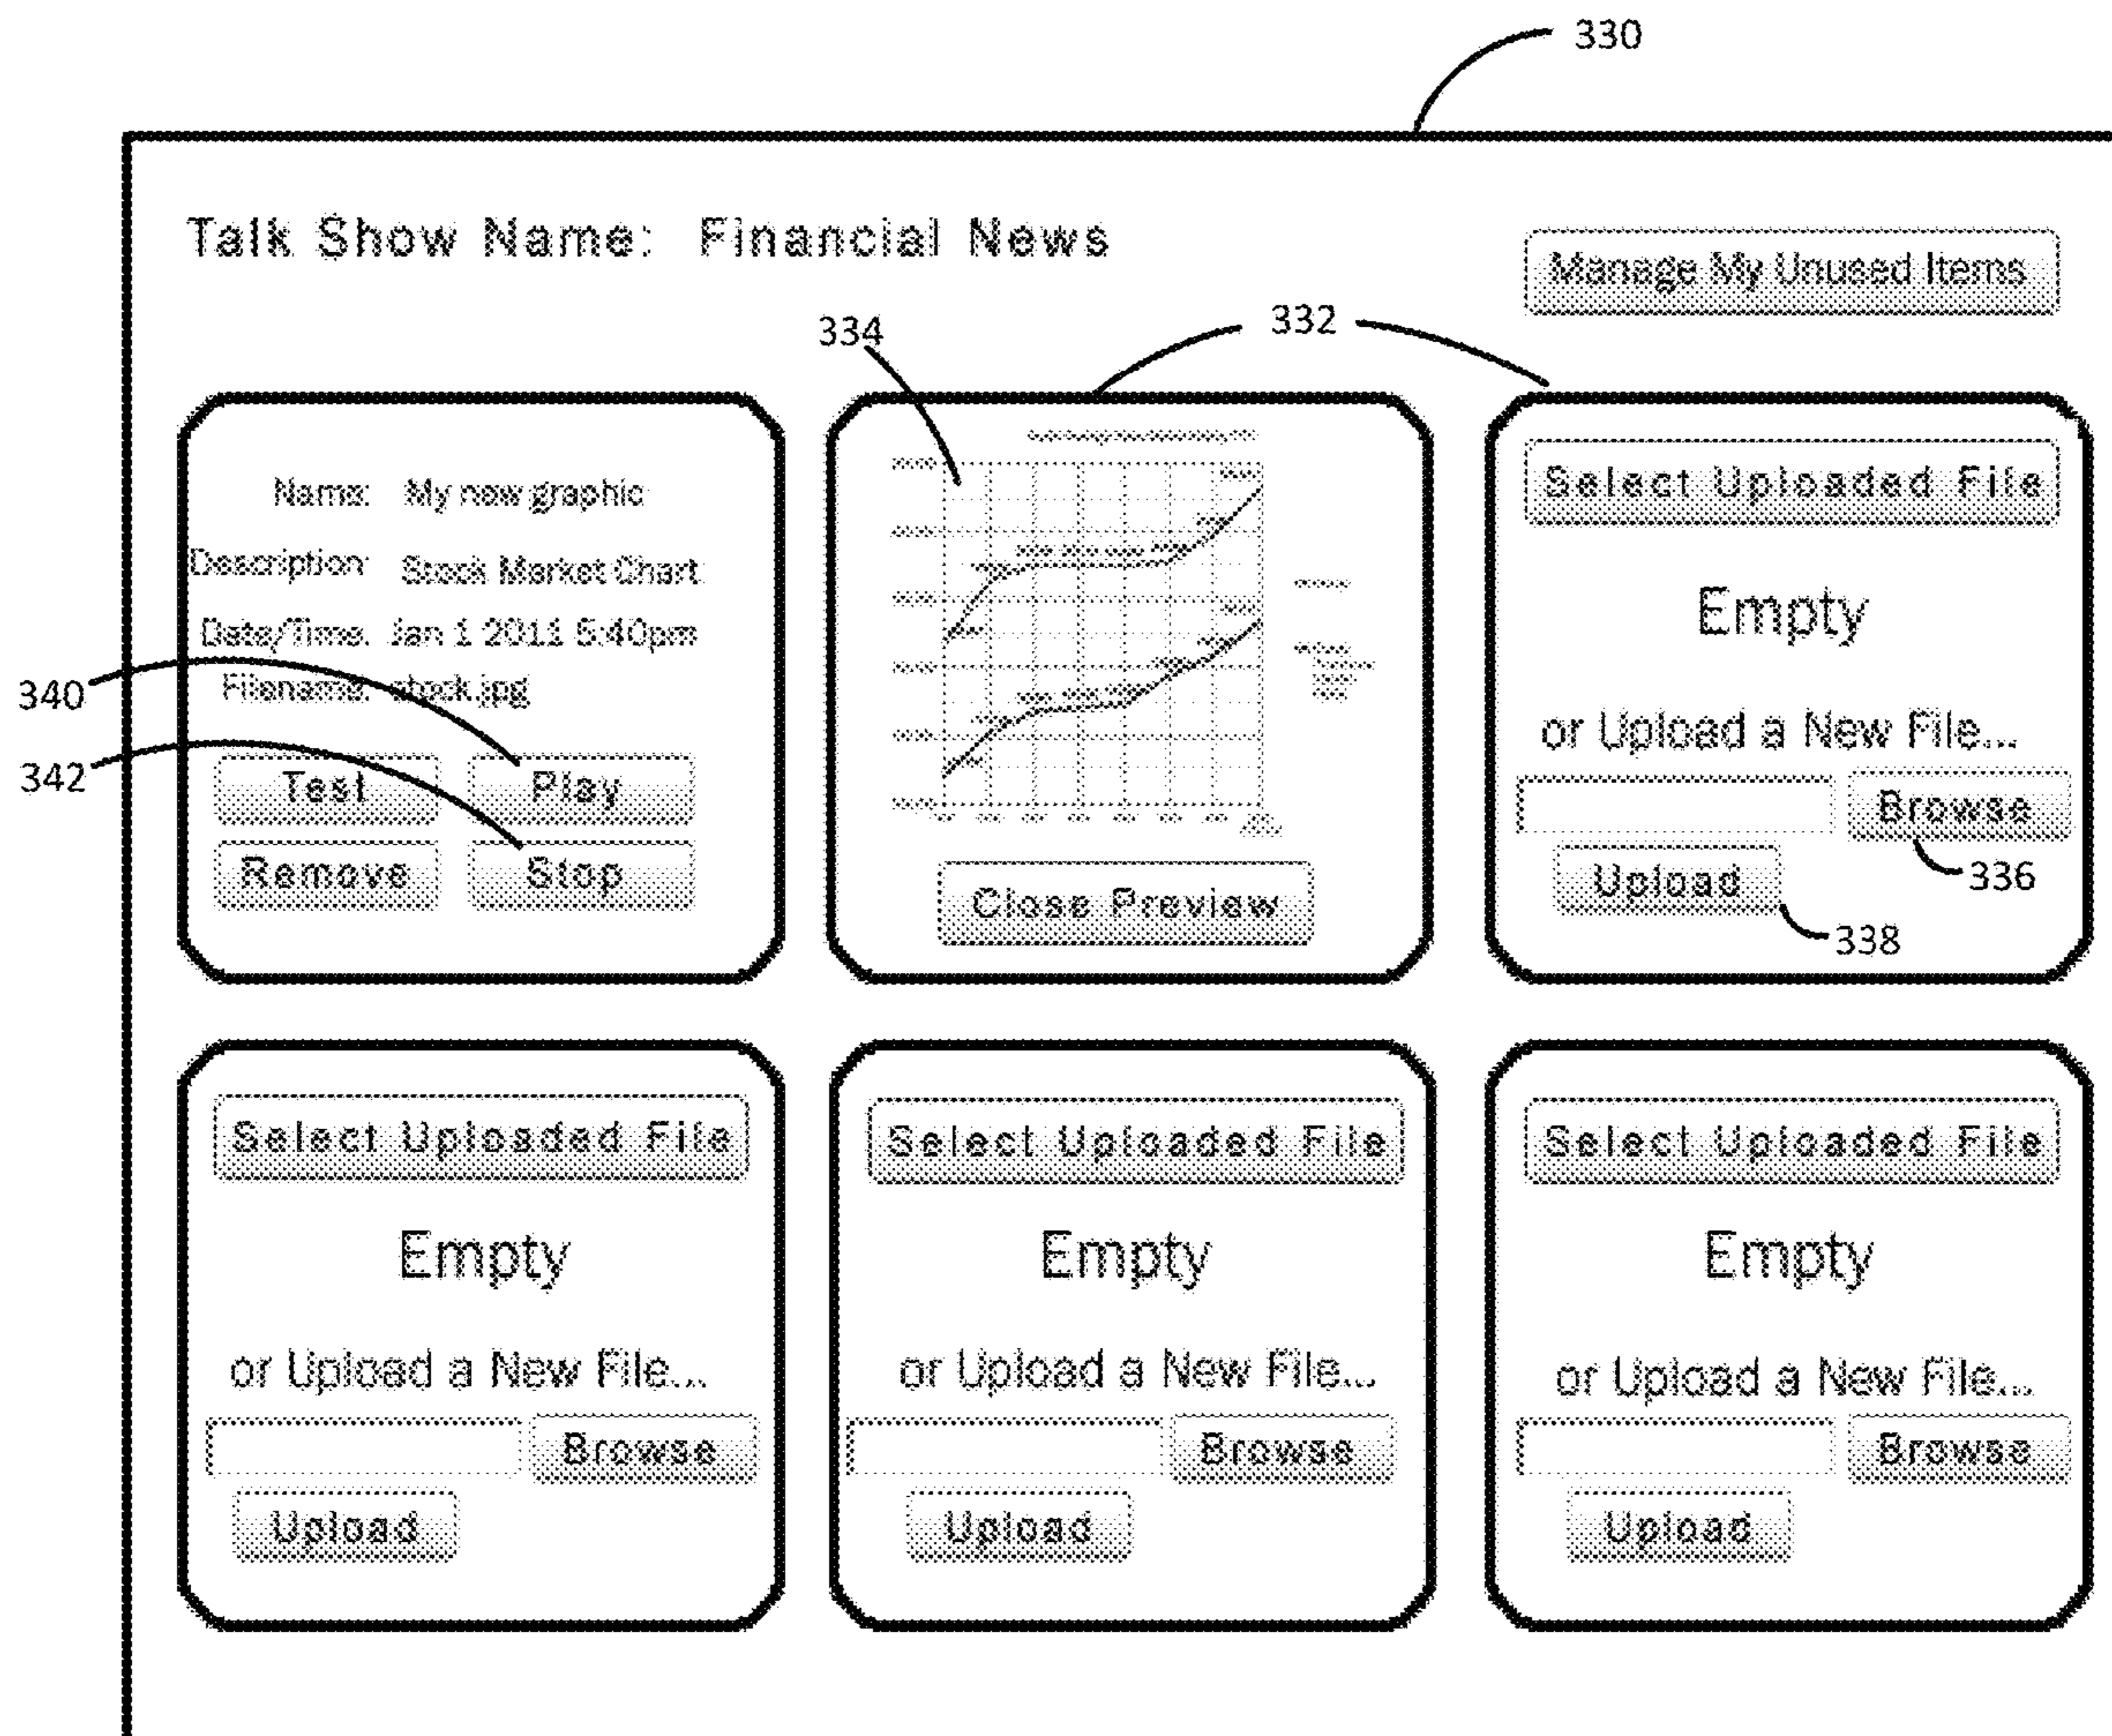 330
Talk Show Name: Financial News
Manage My Unused Items
334
332
Name: My new graphic
Description: Stock Market Chart
Date/Time: Jan 1 2011 5:40pm
Filename: stock.jpg
340
342
Test
Play
Remove
Stop
Close Preview
Select Uploaded File
Empty
or Upload a New File...
Browse
336
Upload
338
Select Uploaded File
Empty
or Upload a New File...
Browse
Upload
Select Uploaded File
Empty
or Upload a New File...
Browse
Upload
Select Uploaded File
Empty
or Upload a New File...
Browse
Upload